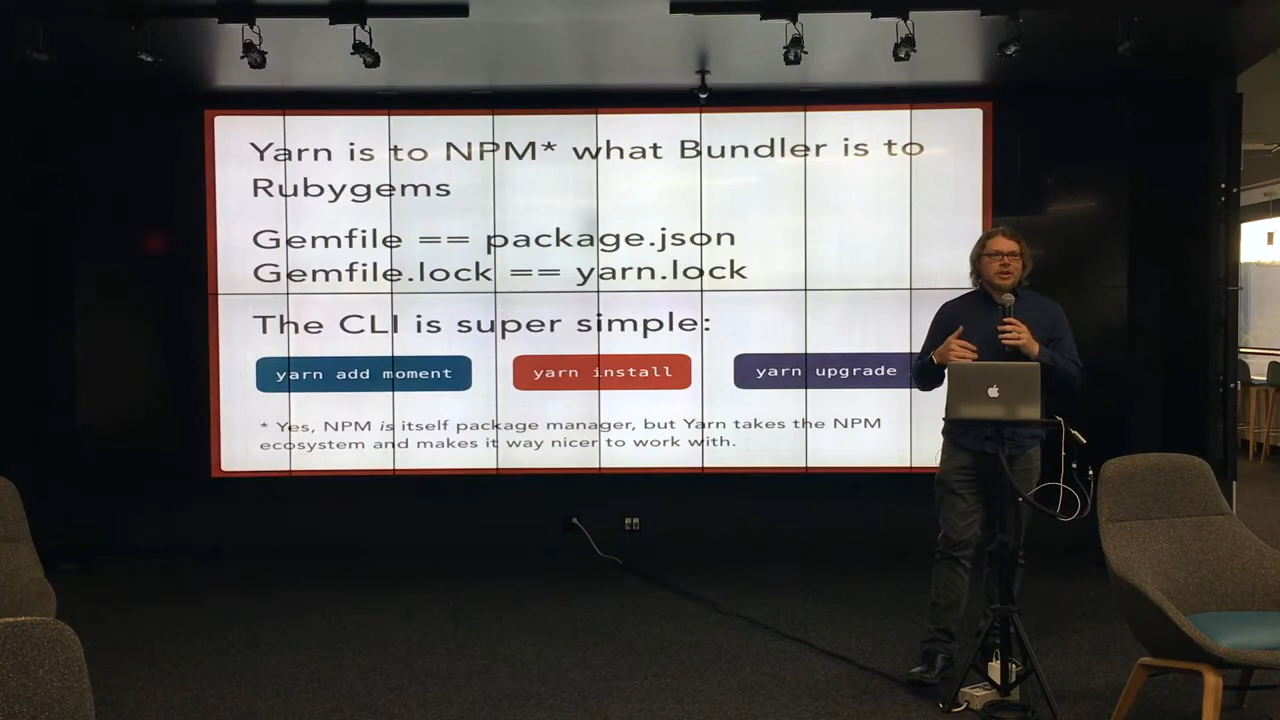 Yarn is to NPM* what Bundler is to
Rubygems
Gemfile == package.json
Gemfile.lock == yarn.lock
The CLI is super simple:
yarn add moment
yarn install
yarn upgrade
* Yes, NPM is itself package manager, but Yarn takes the NPM
ecosystem and makes it way nicer to work with.